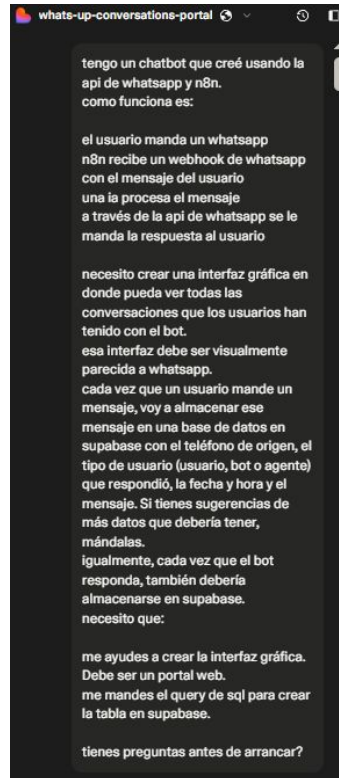 whats-up-conversations-portal
tengo un chatbot que creé usando la
api de whatsapp y n8n.
como funciona es:
el usuario manda un whatsapp
n8n recibe un webhook de whatsapp
con el mensaje del usuario
una ia procesa el mensaje
a través de la api de whatsapp se le
manda la respuesta al usuario
necesito crear una interfaz gráfica en
donde pueda ver todas las
conversaciones que los usuarios han
tenido con el bot.
esa interfaz debe ser visualmente
parecida a whatsapp.
cada vez que un usuario mande un
mensaje, voy a almacenar ese
mensaje en una base de datos en
supabase con el teléfono de origen, el
tipo de usuario (usuario, bot o agente)
que respondió, la fecha y hora y el
mensaje. Si tienes sugerencias de
más datos que debería tener,
mándalas.
igualmente, cada vez que el bot
responda, también debería
almacenarse en supabase.
necesito que:
me ayudes a crear la interfaz gráfica.
Debe ser un portal web.
me mandes el query de sql para crear
la tabla en supabase.
tienes preguntas antes de arrancar?